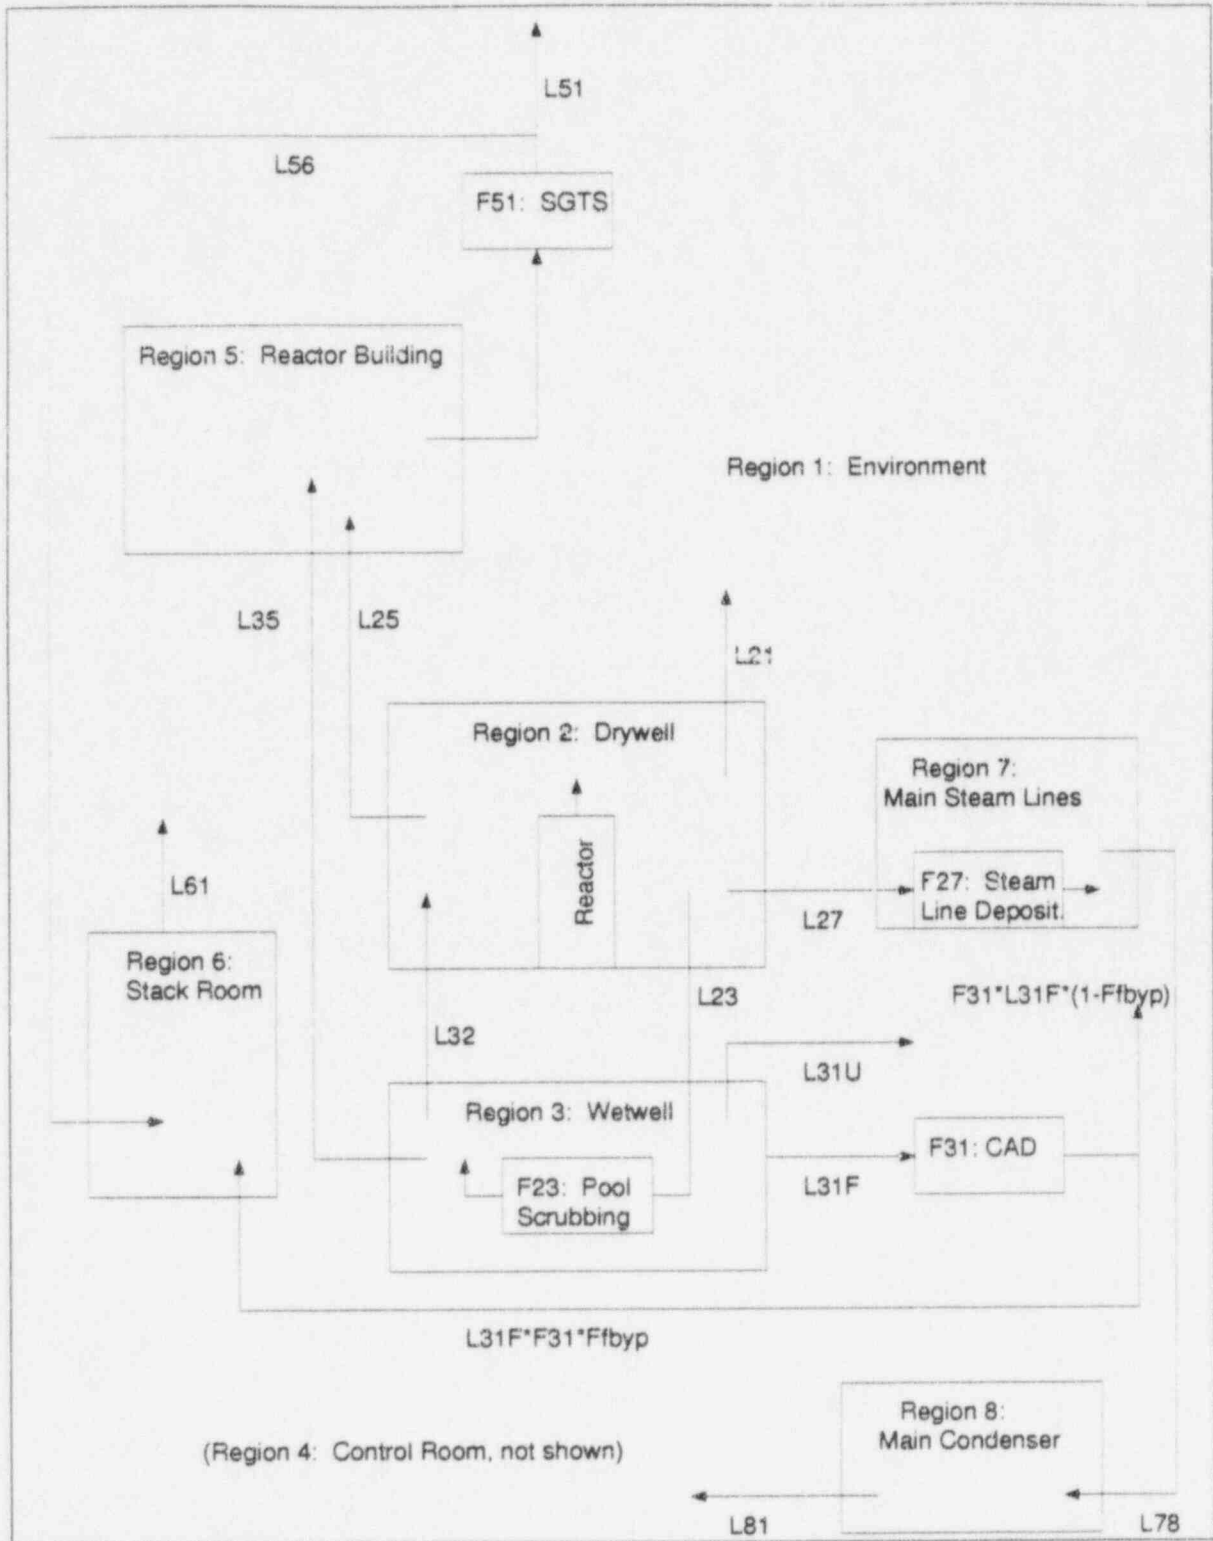 L51
L56
F51: SGTS
Region 5: Reactor Building
Region 1: Environment
L35
L25
L21
Region 2: Drywell
Region 7:
Main Steam Lines
Reactor
L61
F27: Steam
Line Deposit.
L27
Region 6:
Stack Room
L23
F31*L31F*(1-Ffbyp)
L32
L31U
Region 3: Wetwell
F31: CAD
F23: Pool
Scrubbing
L31F
L31F*F31*Ffbyp
Region 8:
Main Condenser
(Region 4: Control Room, not shown)
L81
L78